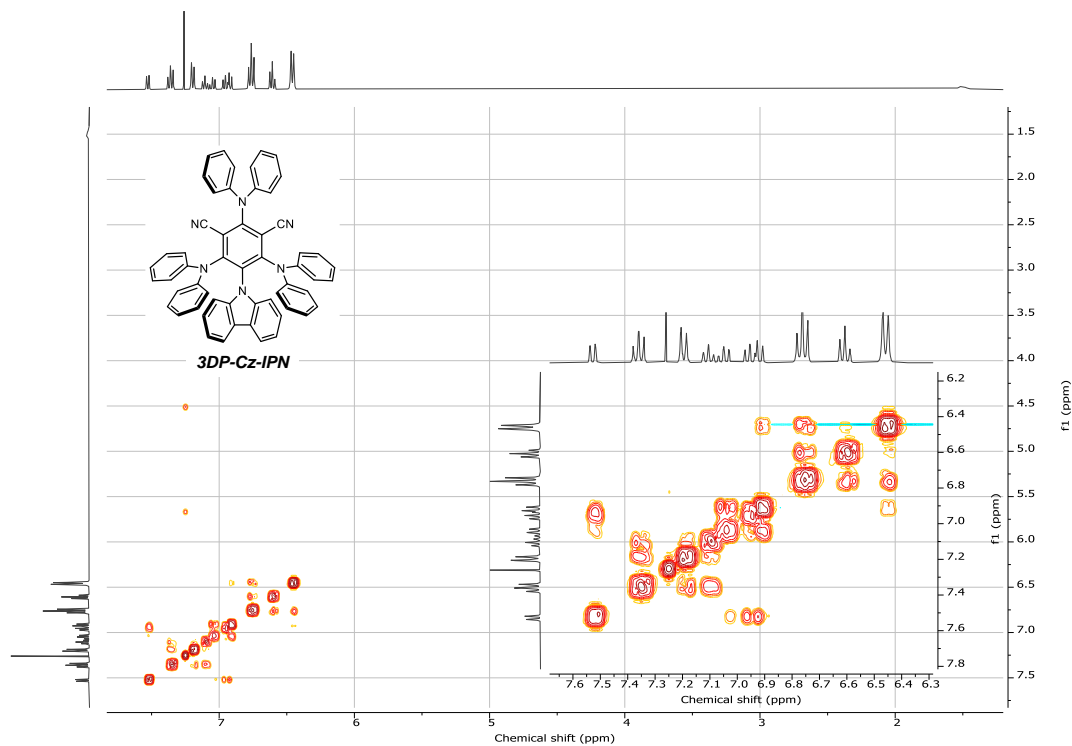 N
NC
CN
N
N
N
3DP-Cz-IPN
1.5
2.0
2.5
3.0
3.5
4.0
4.5
5.0
5.5
6.0
6.5
7.0
7.5
f1 (ppm)
6.2
6.4
6.6
6.8
7.0
7.2
7.4
7.6
7.8
f1 (ppm)
7.6 7.5 7.4 7.3 7.2 7.1 7.0 6.9 6.8 6.7 6.6 6.5 6.4 6.3
Chemical shift (ppm)
7 6 5 4 3 2
Chemical shift (ppm)